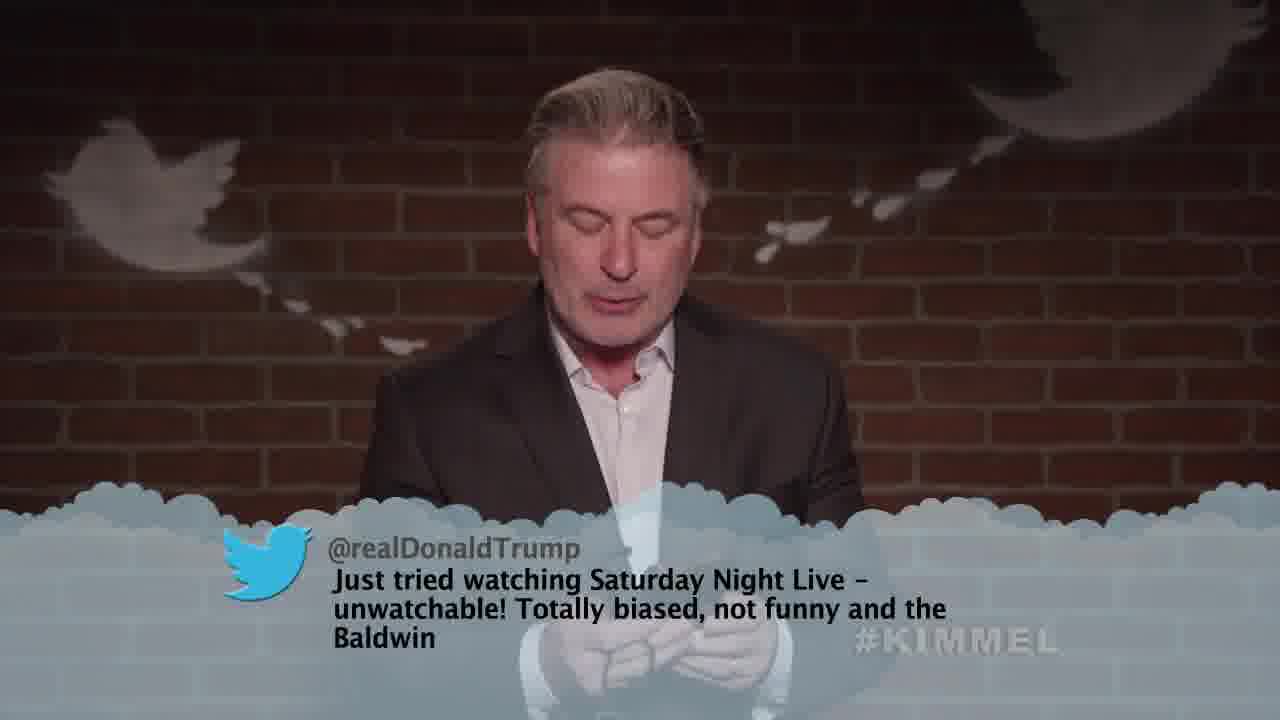 @realDonaldTrump
Just tried watching Saturday Night Live –
unwatchable! Totally biased, not funny and the
Baldwin
#KIMMEL